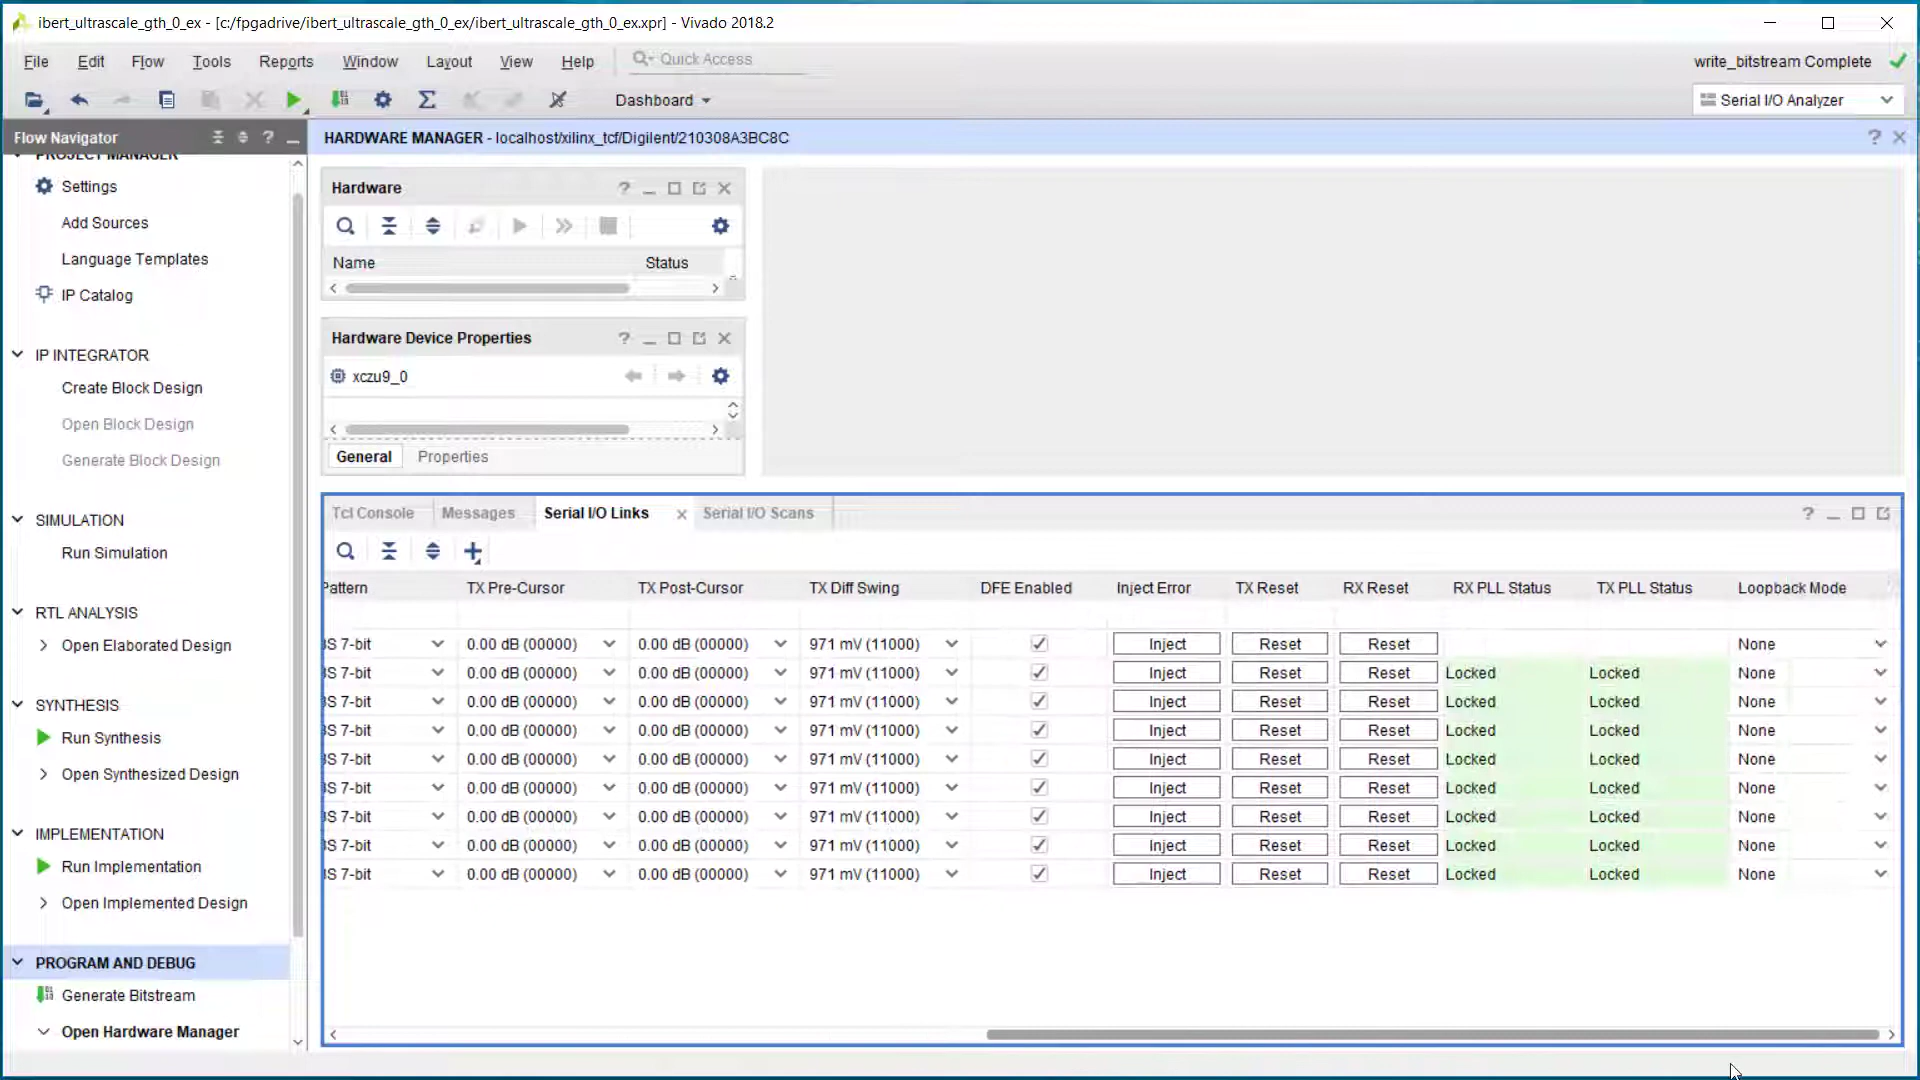 ibert_ultrascale_gth_0_ex - [c:/fpgadrive/ibert_ultrascale_gth_0_ex/ibert_ultrascale_gth_0_ex.xpr] - Vivado 2018.2
File Edit Flow Tools Reports Window Layout View Help Quick Access write_bitstream Complete
Dashboard Serial I/O Analyzer
Flow Navigator
HARDWARE MANAGER - localhost/xilinx_tcf/Digilent/210308A3BC8C
PROJECT MANAGER
Settings
Add Sources
Language Templates
IP Catalog
IP INTEGRATOR
Create Block Design
Open Block Design
Generate Block Design
SIMULATION
Run Simulation
RTL ANALYSIS
Open Elaborated Design
SYNTHESIS
Run Synthesis
Open Synthesized Design
IMPLEMENTATION
Run Implementation
Open Implemented Design
PROGRAM AND DEBUG
Generate Bitstream
Open Hardware Manager
Hardware
Name Status
Hardware Device Properties
xczu9_0
General Properties
Tcl Console Messages Serial I/O Links Serial I/O Scans
Pattern TX Pre-Cursor TX Post-Cursor TX Diff Swing DFE Enabled Inject Error TX Reset RX Reset RX PLL Status TX PLL Status Loopback Mode
BS 7-bit 0.00 dB (00000) 0.00 dB (00000) 971 mV (11000) Inject Reset Reset None
BS 7-bit 0.00 dB (00000) 0.00 dB (00000) 971 mV (11000) Inject Reset Reset Locked Locked None
BS 7-bit 0.00 dB (00000) 0.00 dB (00000) 971 mV (11000) Inject Reset Reset Locked Locked None
BS 7-bit 0.00 dB (00000) 0.00 dB (00000) 971 mV (11000) Inject Reset Reset Locked Locked None
BS 7-bit 0.00 dB (00000) 0.00 dB (00000) 971 mV (11000) Inject Reset Reset Locked Locked None
BS 7-bit 0.00 dB (00000) 0.00 dB (00000) 971 mV (11000) Inject Reset Reset Locked Locked None
BS 7-bit 0.00 dB (00000) 0.00 dB (00000) 971 mV (11000) Inject Reset Reset Locked Locked None
BS 7-bit 0.00 dB (00000) 0.00 dB (00000) 971 mV (11000) Inject Reset Reset Locked Locked None
BS 7-bit 0.00 dB (00000) 0.00 dB (00000) 971 mV (11000) Inject Reset Reset Locked Locked None